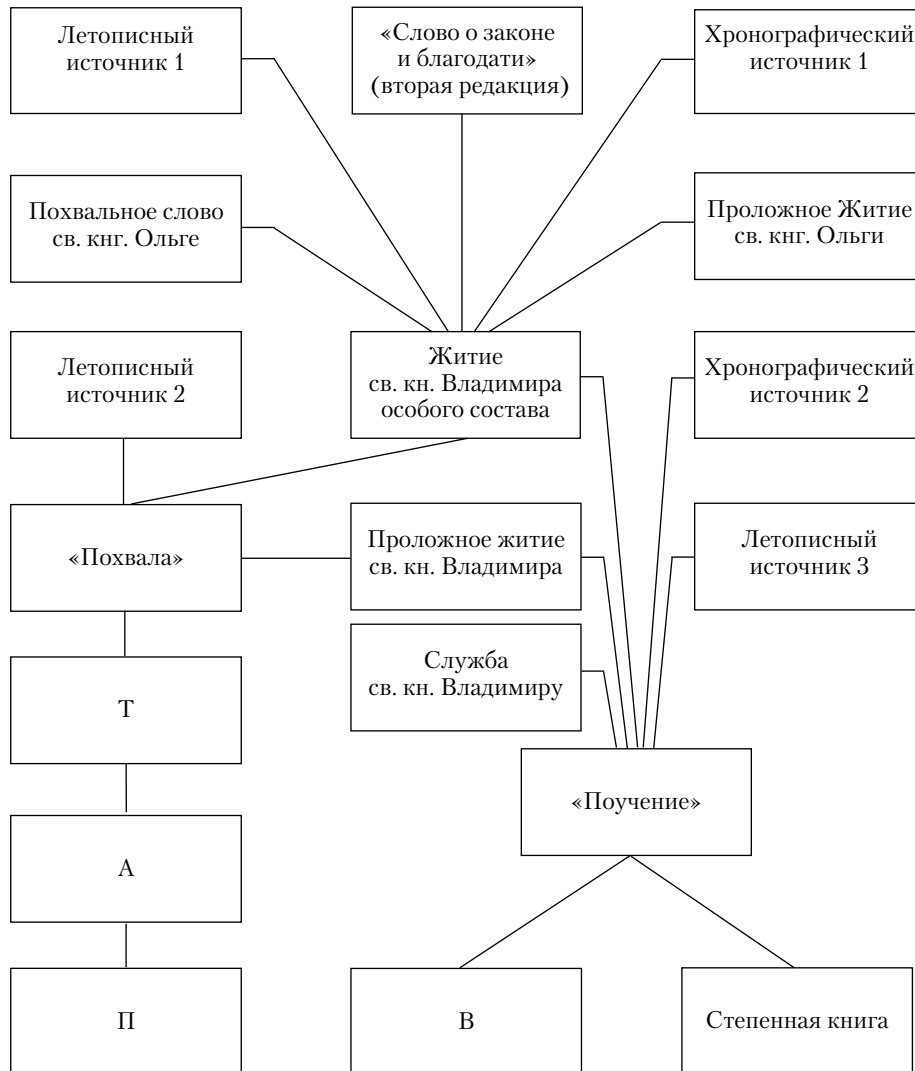 Летописный
источник 1
«Слово о законе
и благодати»
(вторая редакция)
Хронографический
источник 1
Похвальное слово
св. кнг. Ольге
Проложное Житие
св. кнг. Ольги
Летописный
источник 2
Житие
св. кн. Владимира
особого состава
Хронографический
источник 2
«Похвала»
Проложное житие
св. кн. Владимира
Летописный
источник 3
Служба
св. кн. Владимиру
Т
«Поучение»
А
П
В
Степенная книга